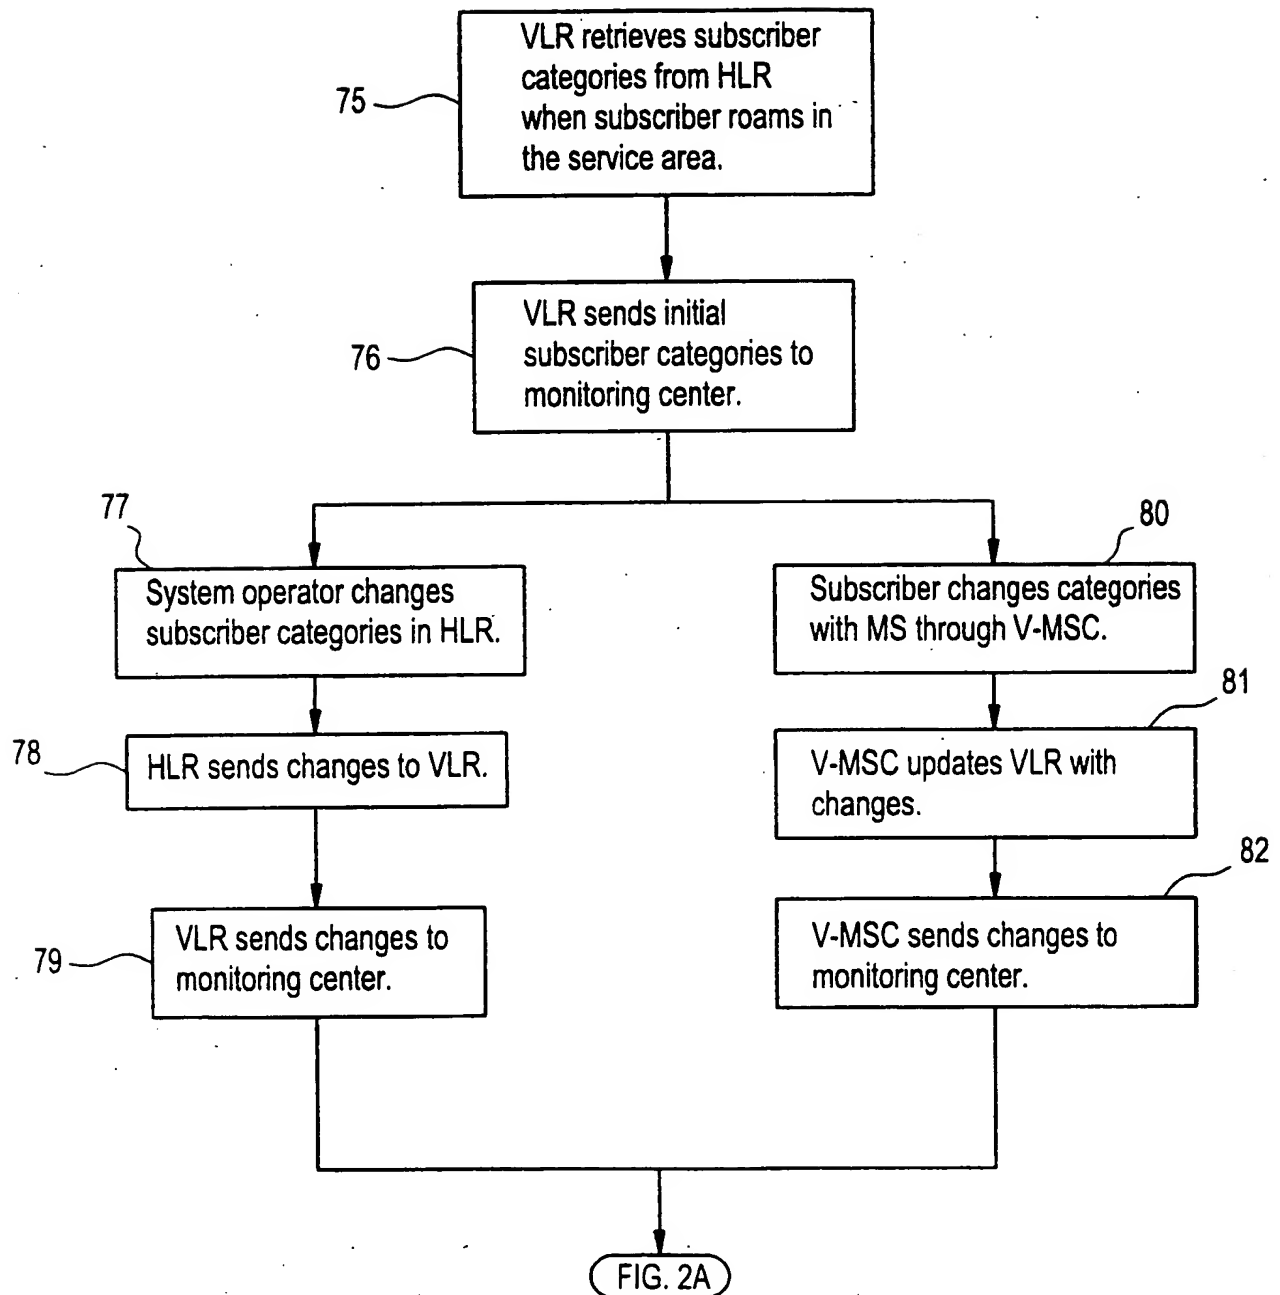 VLR retrieves subscriber
categories from HLR
when subscriber roams in
the service area.
75
VLR sends initial
subscriber categories to
monitoring center.
76
77
System operator changes
subscriber categories in HLR.
80
Subscriber changes categories
with MS through V-MSC.
78
HLR sends changes to VLR.
81
V-MSC updates VLR with
changes.
79
VLR sends changes to
monitoring center.
82
V-MSC sends changes to
monitoring center.
FIG. 2A